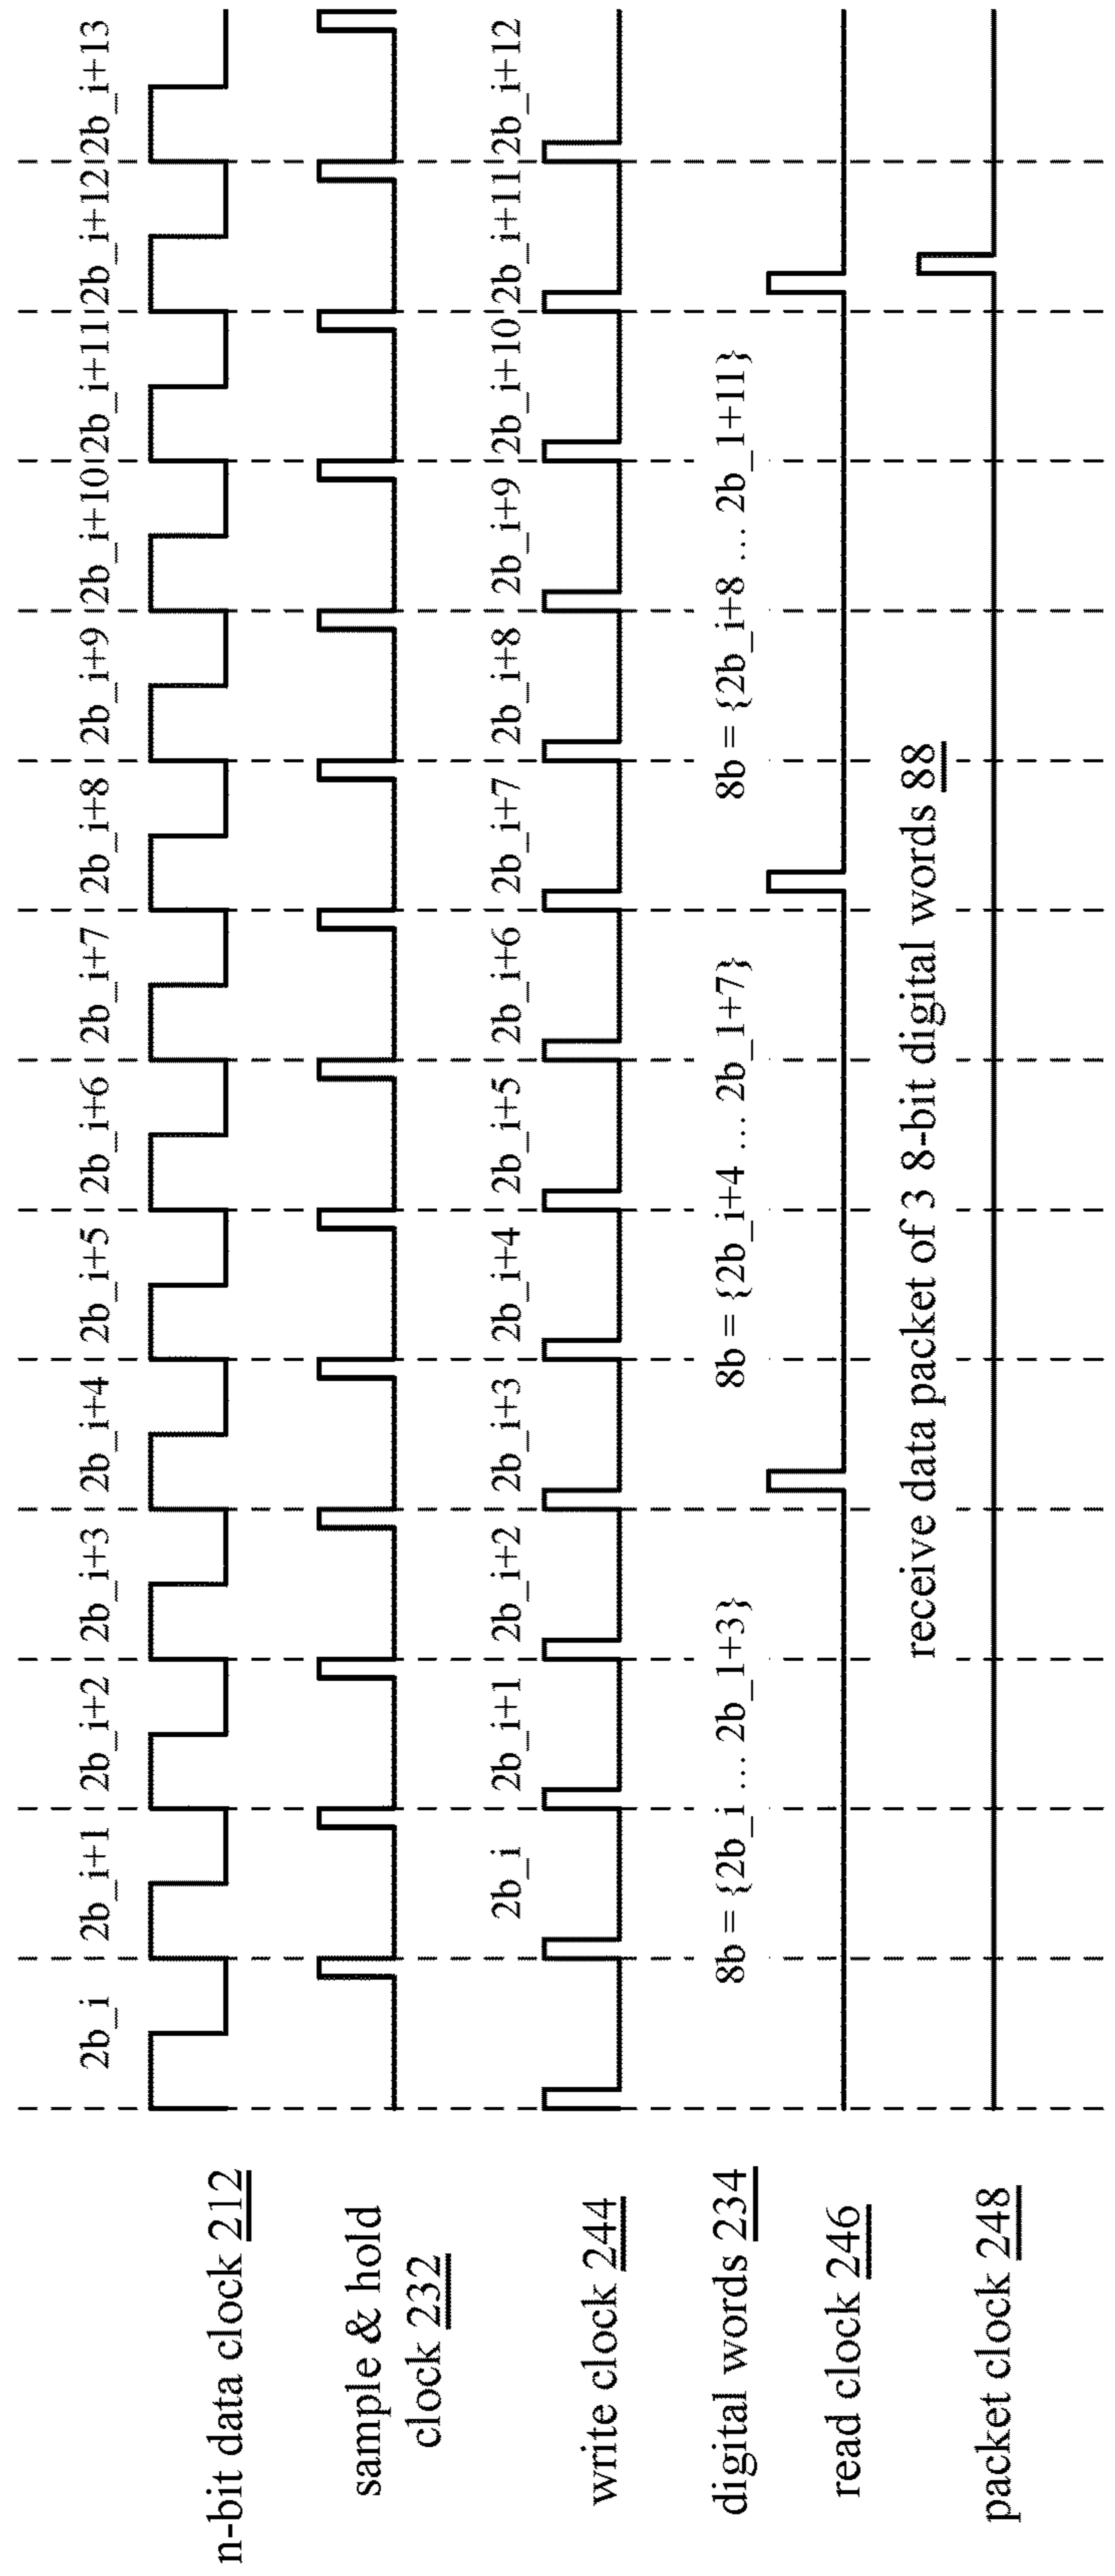 2b_i 2b_i+1 2b_i+2 2b_i+3 2b_i+4 2b_i+5 2b_i+6 2b_i+7 2b_i+8 2b_i+9 2b_i+10 2b_i+11 2b_i+12 2b_i+13
n-bit data clock 212
sample & hold
clock 232
2b_i 2b_i+1 2b_i+2 2b_i+3 2b_i+4 2b_i+5 2b_i+6 2b_i+7 2b_i+8 2b_i+9 2b_i+10 2b_i+11 2b_i+12
write clock 244
digital words 234 8b = {2b_i ... 2b_1+3} 8b = {2b_i+4 ... 2b_1+7} 8b = {2b_i+8 ... 2b_1+11}
read clock 246
receive data packet of 3 8-bit digital words 88
packet clock 248